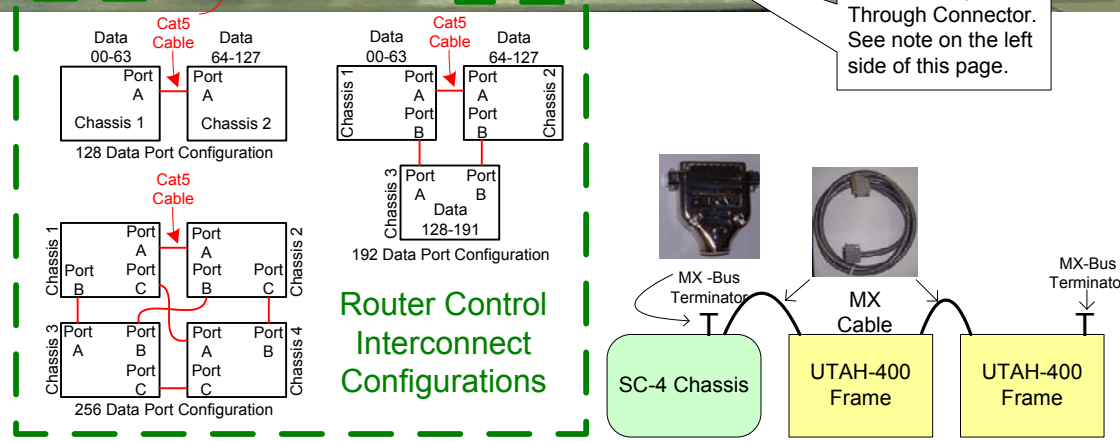 Through Connector.
See note on the left
side of this page.
Cat5
Cable
Data
00-63
Data
64-127
Port
A
Port
A
Chassis 1
Chassis 2
128 Data Port Configuration
Data
00-63
Cat5
Cable
Data
64-127
Chassis 1
Port
A
Port
B
Port
A
Port
B
Chassis 2
Chassis 3
Port
A
Port
B
Data
128-191
192 Data Port Configuration
Cat5
Cable
Chassis 1
Port
A
Port
B
Port
C
Port
A
Port
B
Port
C
Chassis 2
Chassis 3
Port
A
Port
B
Port
C
Port
A
Port
B
Port
C
Chassis 4
256 Data Port Configuration
Router Control
Interconnect
Configurations
MX -Bus
Terminator
MX
Cable
MX-Bus
Terminato
SC-4 Chassis
UTAH-400
Frame
UTAH-400
Frame